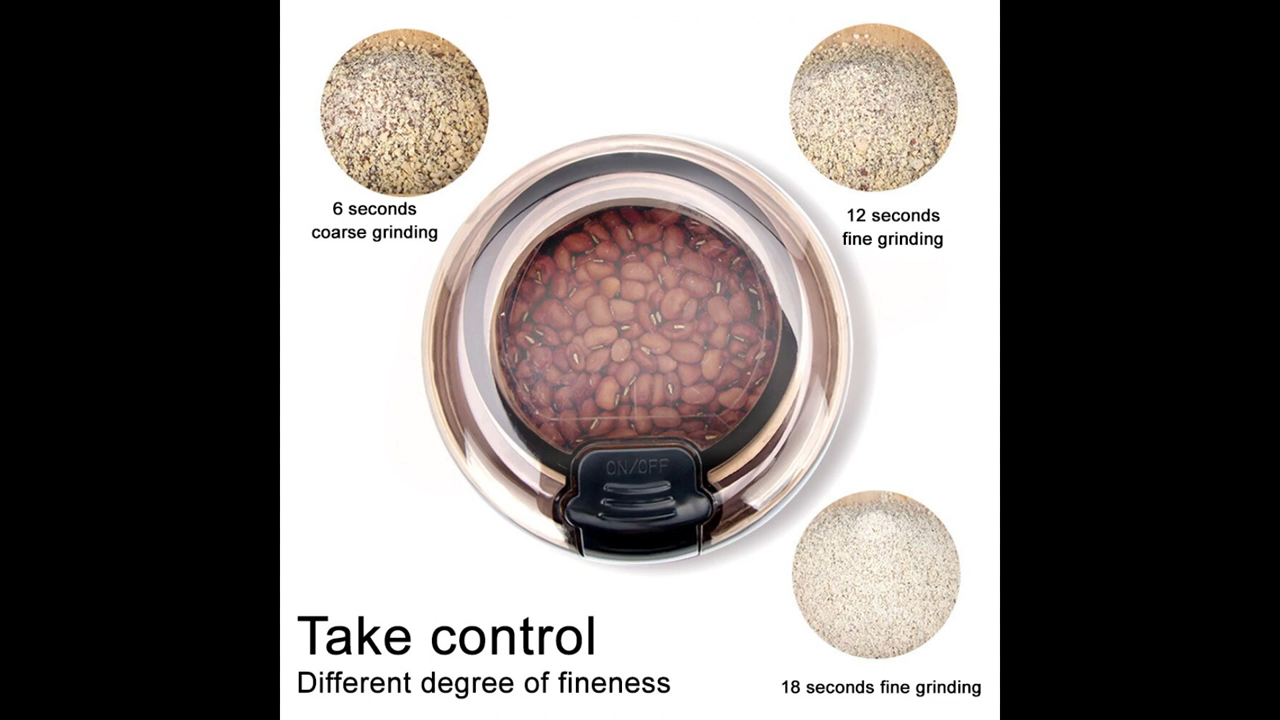 6 seconds
coarse grinding
12 seconds
fine grinding
ON/OFF
Take control
Different degree of fineness
18 seconds fine grinding